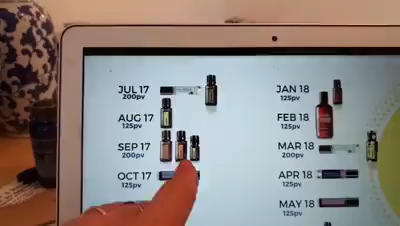 JUL 17
200pv
AUG 17
125pv
SEP 17
200pv
OCT 17
125pv
JAN 18
125pv
FEB 18
125pv
MAR 18
200pv
APR 18
125pv
MAY 18
125pv